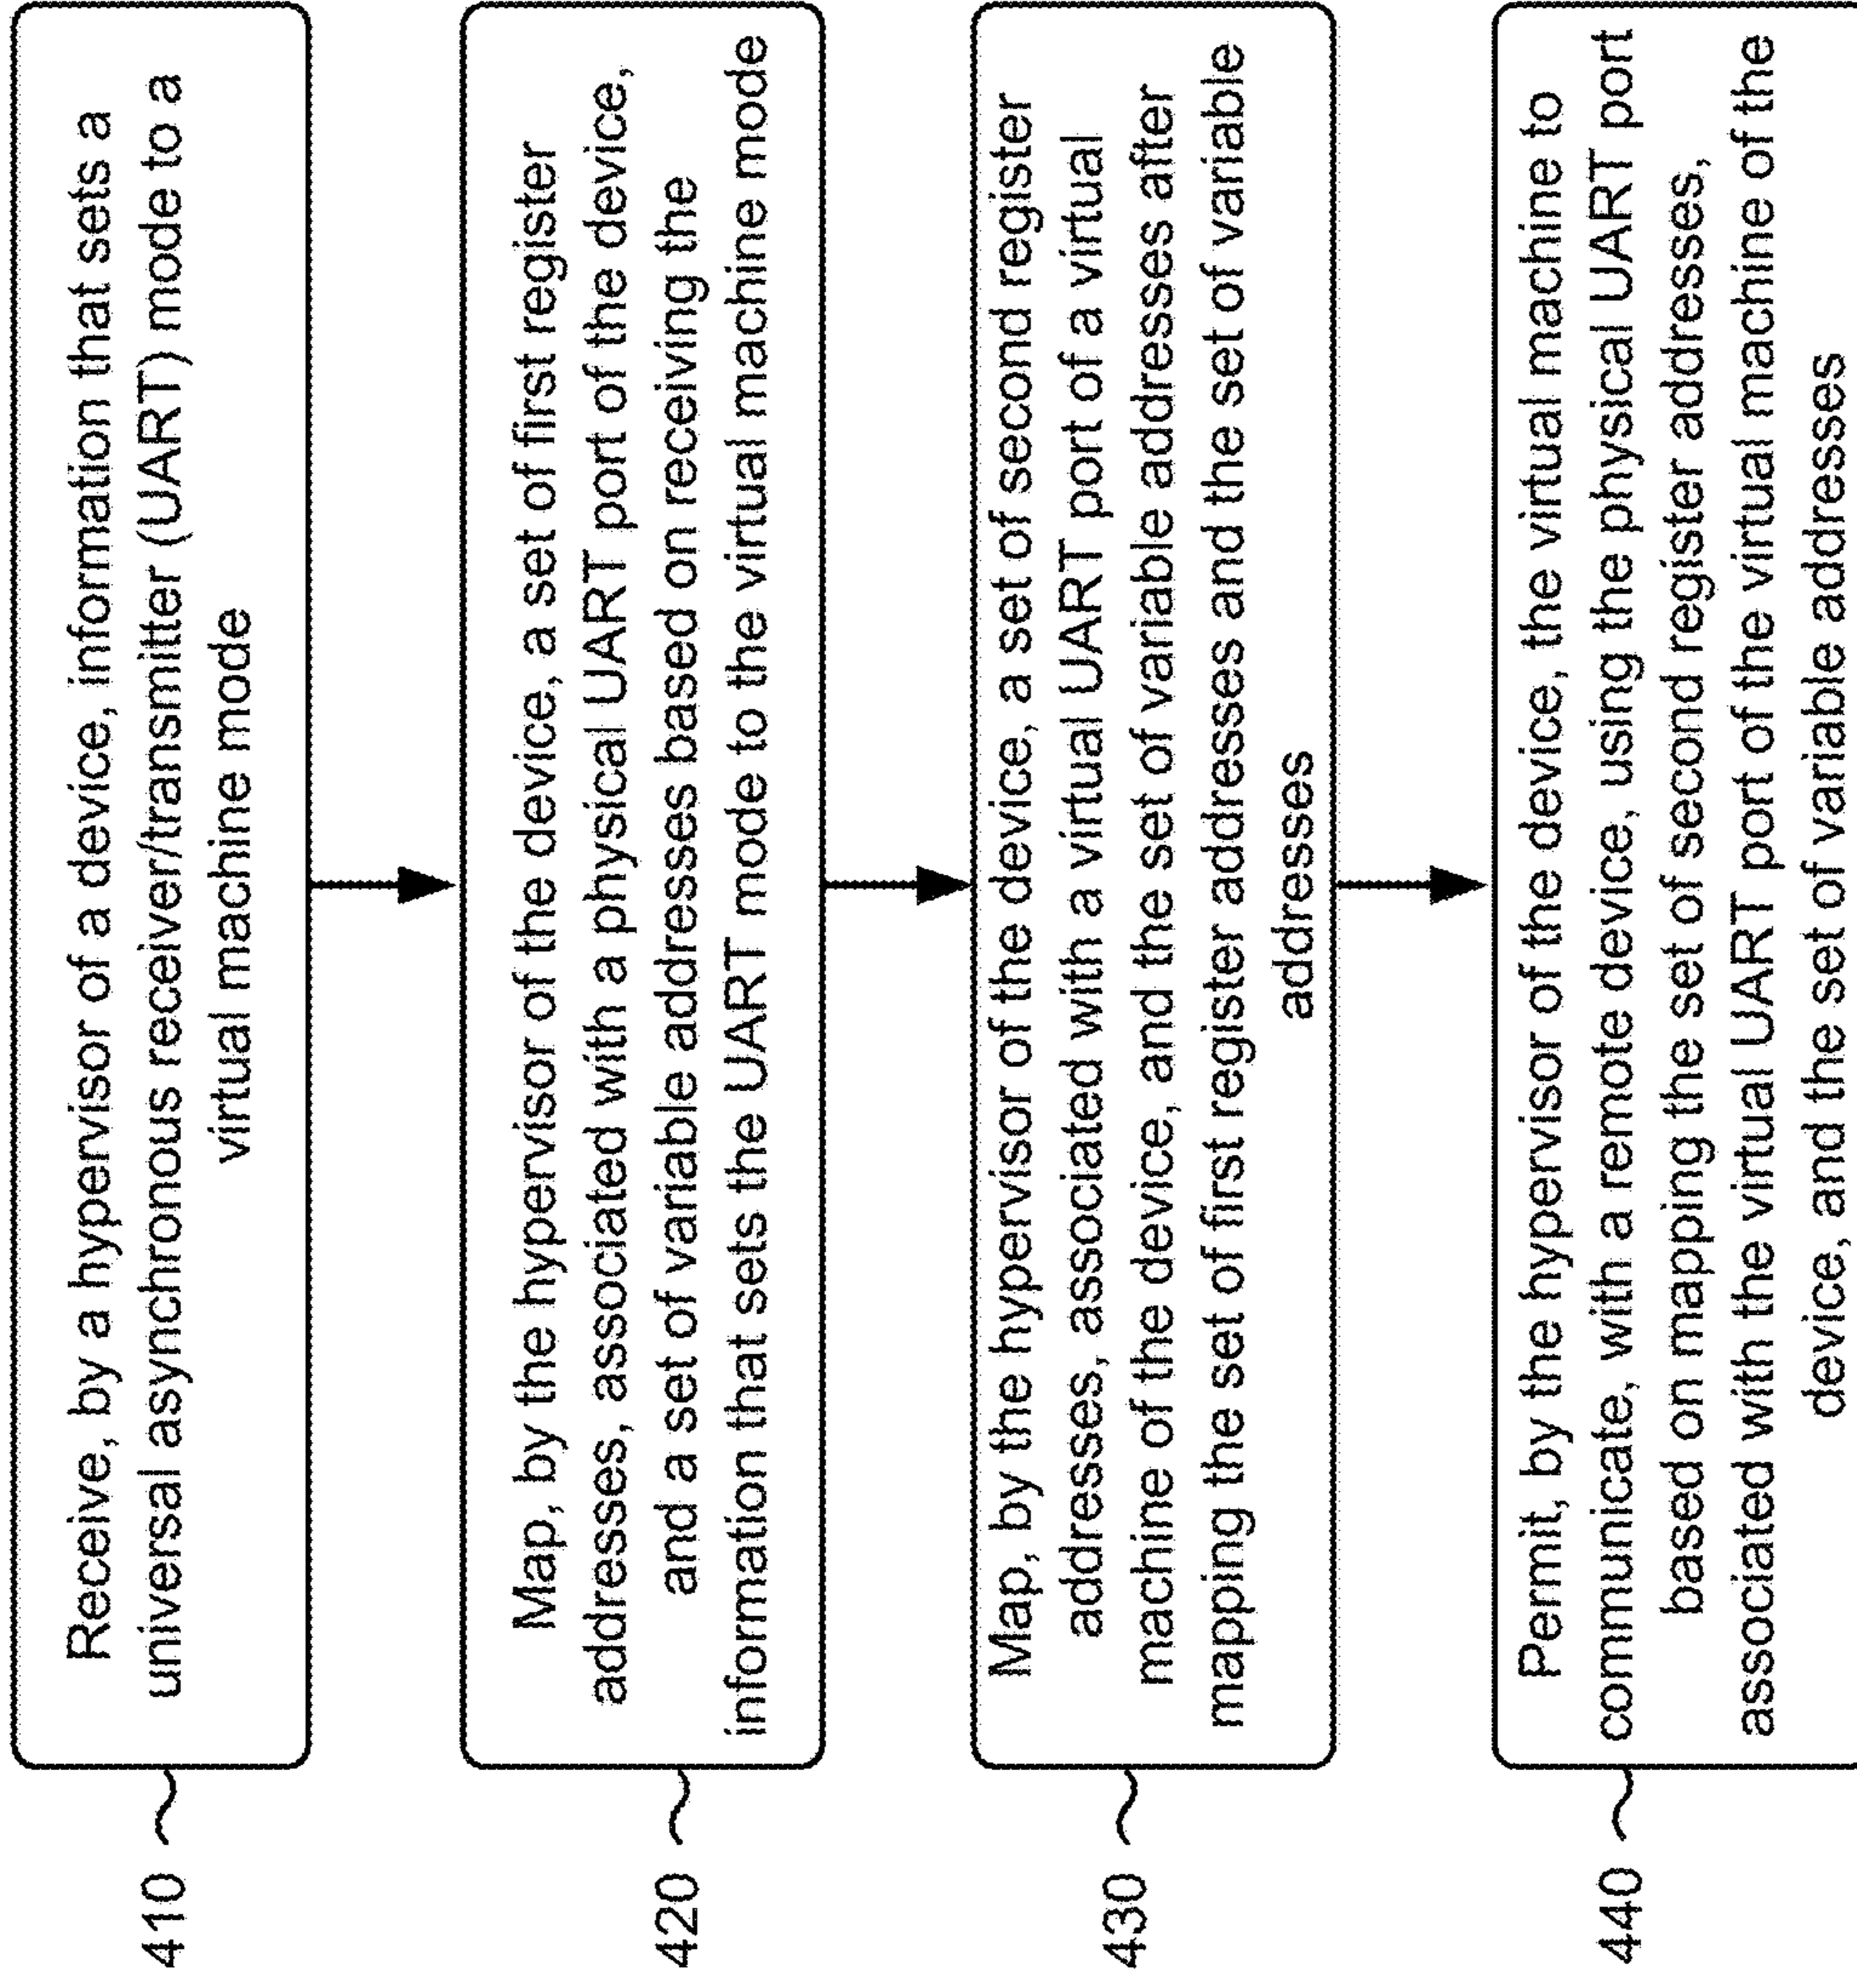 410
Receive, by a hypervisor of a device, information that sets a
universal asynchronous receiver/transmitter (UART) mode to a
virtual machine mode
420
Map, by the hypervisor of the device, a set of first register
addresses, associated with a physical UART port of the device,
and a set of variable addresses based on receiving the
information that sets the UART mode to the virtual machine mode
430
Map, by the hypervisor of the device, a set of second register
addresses, associated with a virtual UART port of a virtual
machine of the device, and the set of variable addresses after
mapping the set of first register addresses and the set of variable
addresses
440
Permit, by the hypervisor of the device, the virtual machine to
communicate, with a remote device, using the physical UART port
based on mapping the set of second register addresses,
associated with the virtual UART port of the virtual machine of the
device, and the set of variable addresses